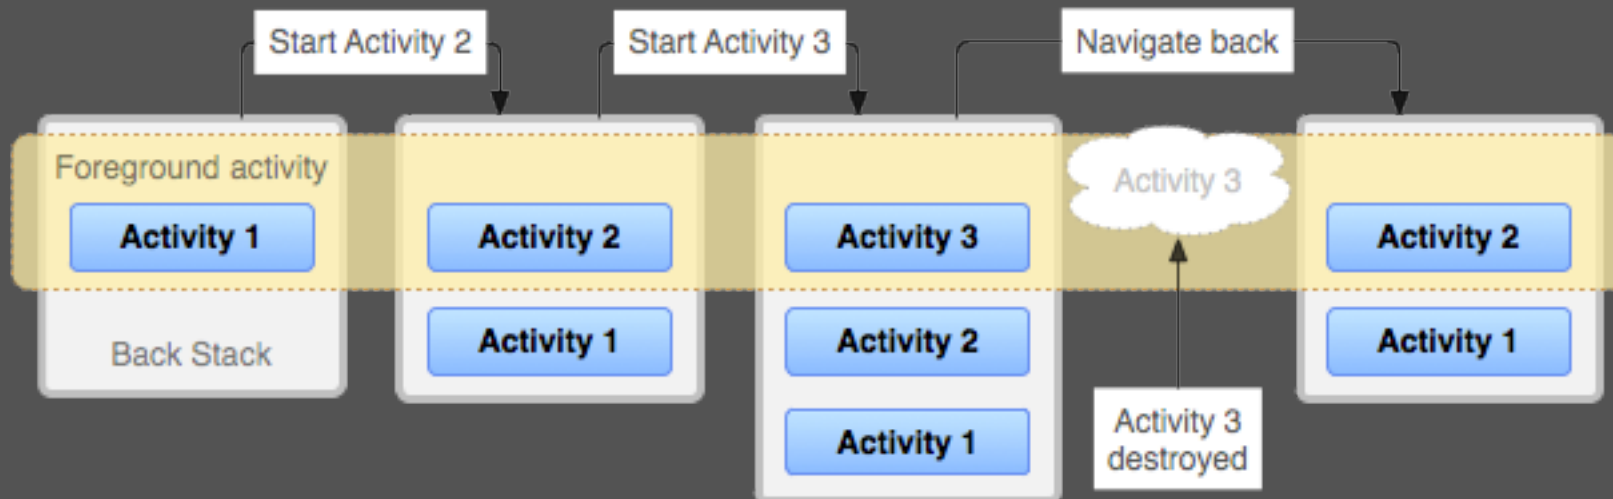 Start Activity 2
Start Activity 3
Navigate back
Foreground activity
Activity 1
Back Stack
Activity 2
Activity 1
Activity 3
Activity 2
Activity 1
Activity 3
Activity 3
destroyed
Activity 2
Activity 1